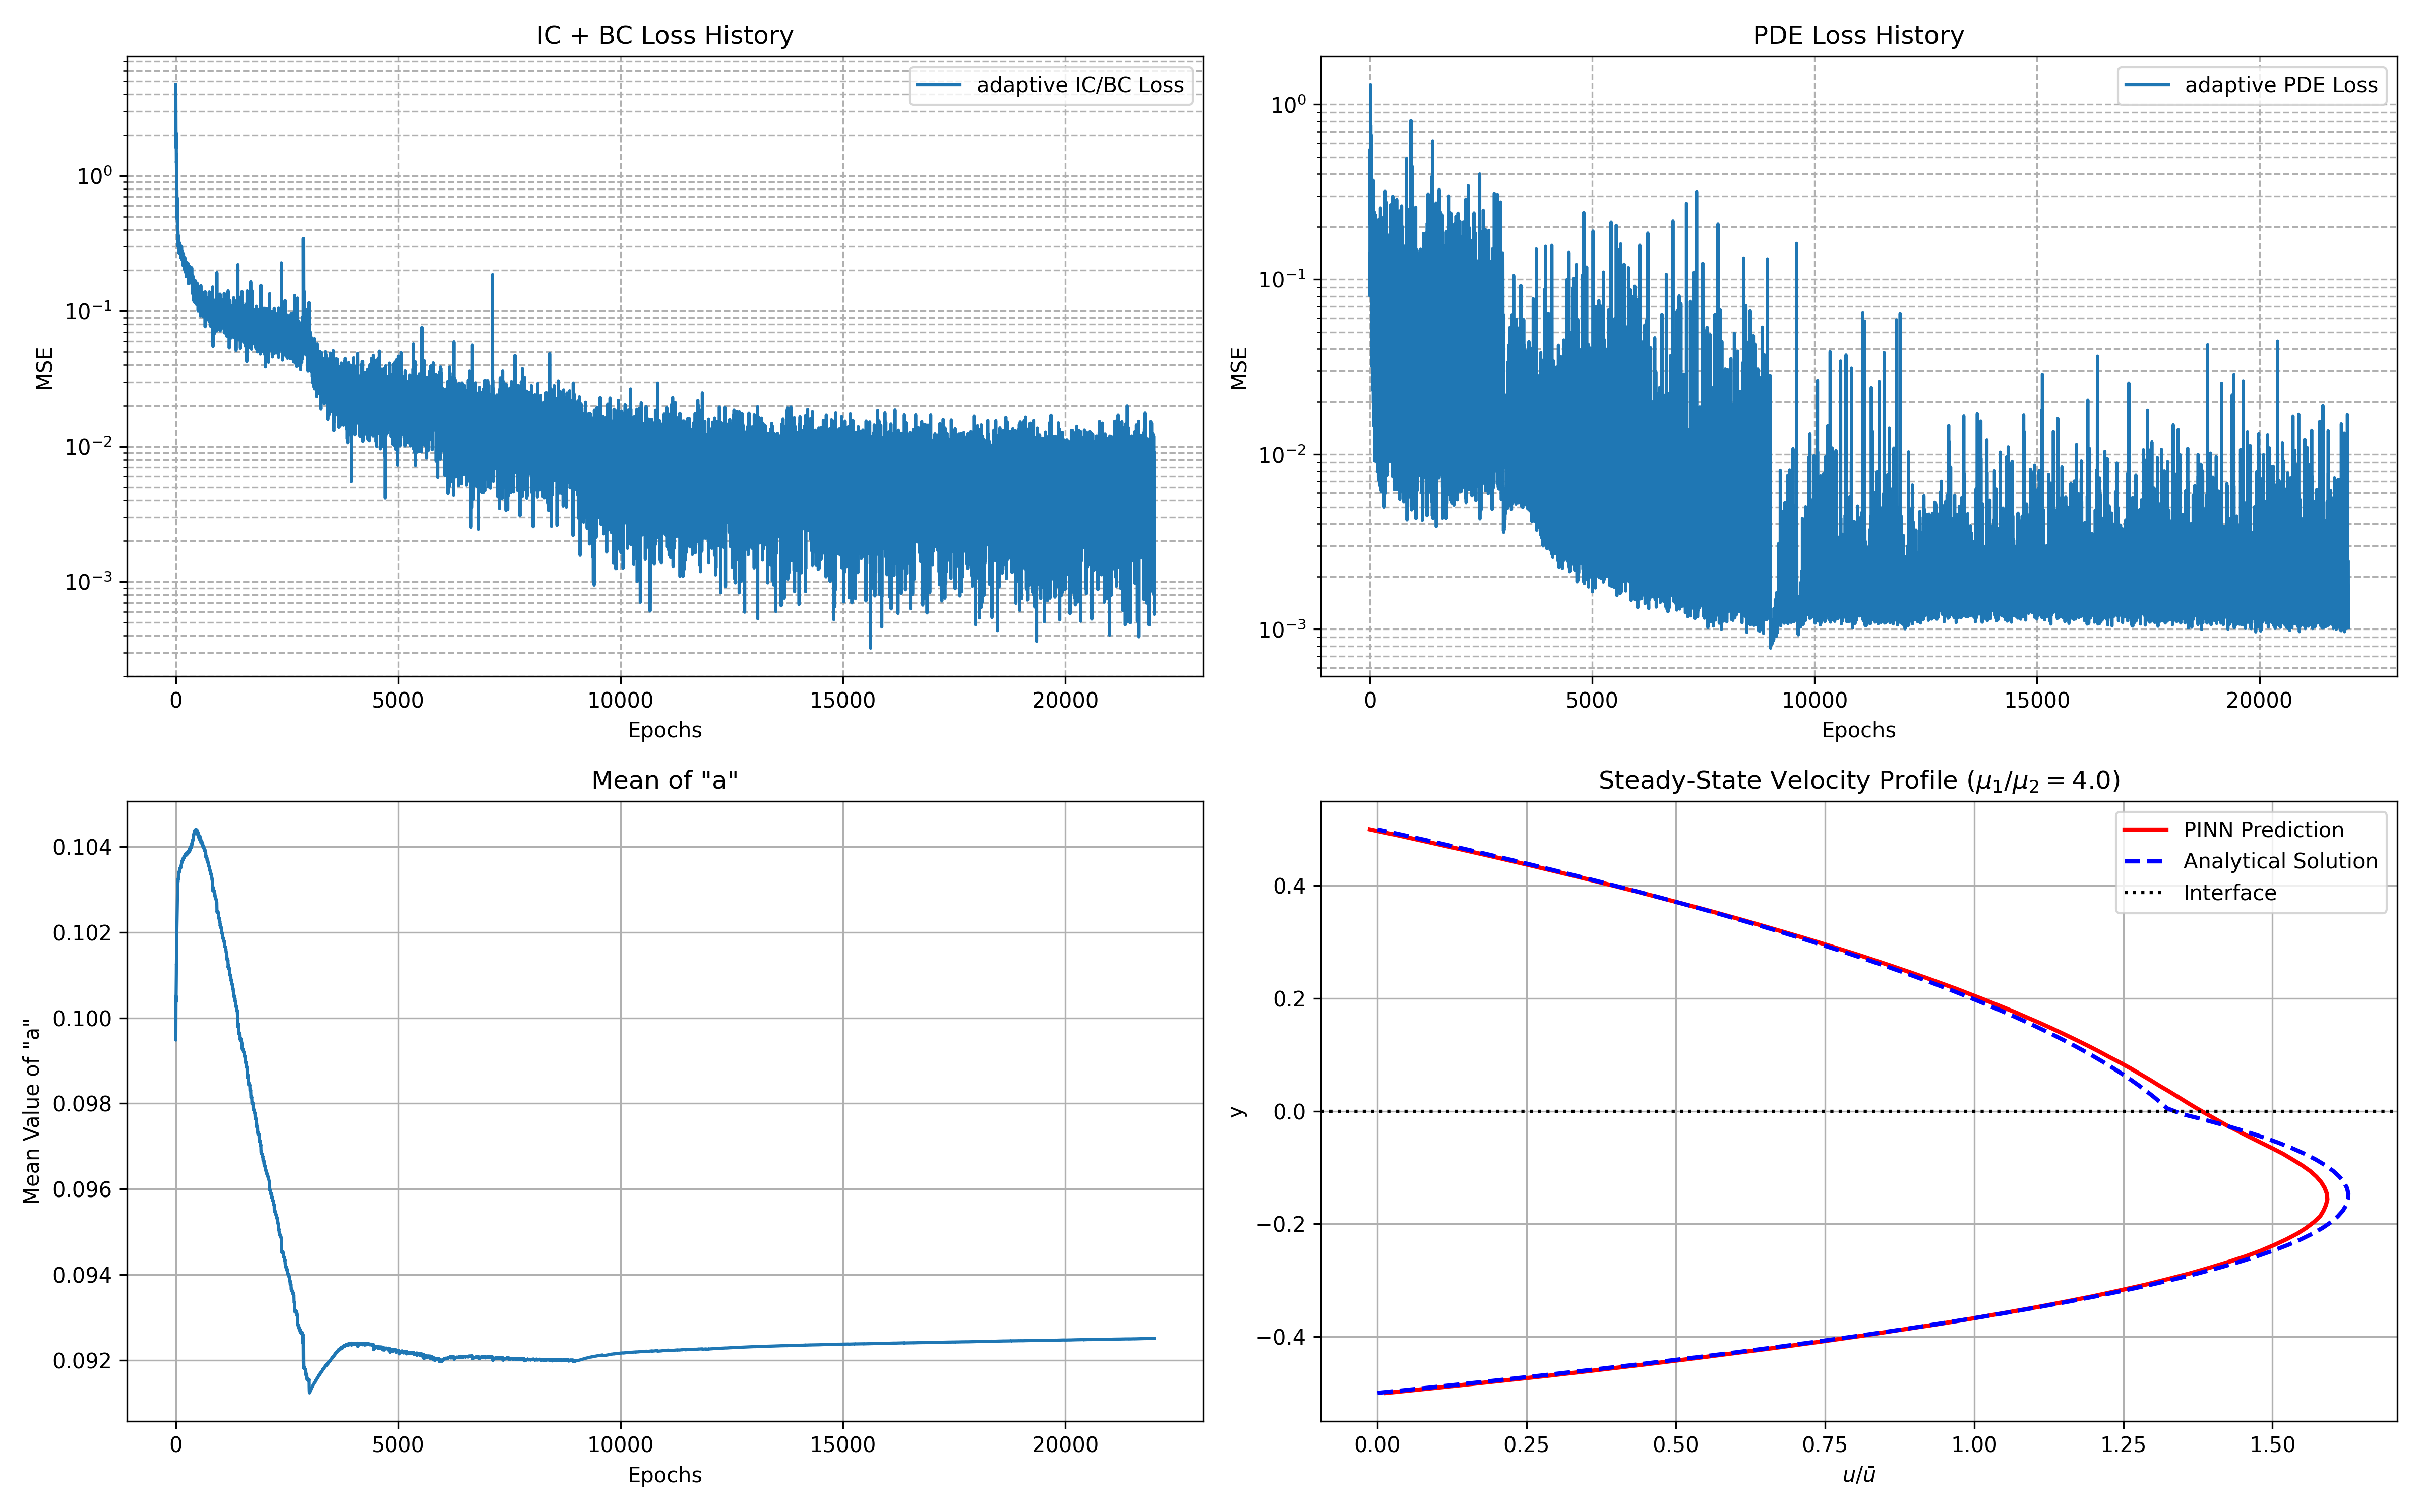 IC + BC Loss History
adaptive IC/BC Loss
10⁰
10⁻¹
10⁻²
10⁻³
MSE
0 5000 10000 15000 20000
Epochs
PDE Loss History
adaptive PDE Loss
10⁰
10⁻¹
10⁻²
10⁻³
MSE
0 5000 10000 15000 20000
Epochs
Mean of "a"
0.104
0.102
0.100
0.098
0.096
0.094
0.092
Mean Value of "a"
0 5000 10000 15000 20000
Epochs
Steady-State Velocity Profile (μ₁/μ₂ = 4.0)
PINN Prediction
Analytical Solution
Interface
0.4
0.2
0.0
−0.2
−0.4
y
0.00 0.25 0.50 0.75 1.00 1.25 1.50
u/ū